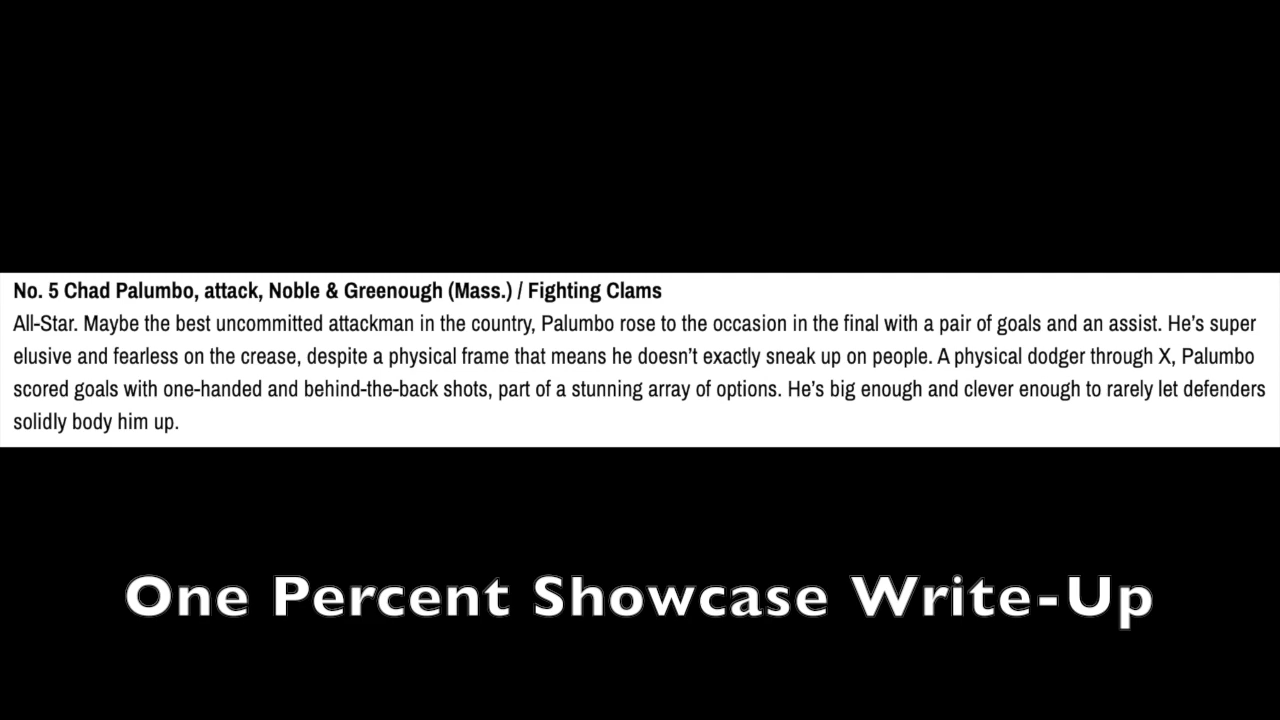 No. 5 Chad Palumbo, attack, Noble & Greenough (Mass.) / Fighting Clams
All-Star. Maybe the best uncommitted attackman in the country, Palumbo rose to the occasion in the final with a pair of goals and an assist. He’s super
elusive and fearless on the crease, despite a physical frame that means he doesn’t exactly sneak up on people. A physical dodger through X, Palumbo
scored goals with one-handed and behind-the-back shots, part of a stunning array of options. He’s big enough and clever enough to rarely let defenders
solidly body him up.
One Percent Showcase Write-Up